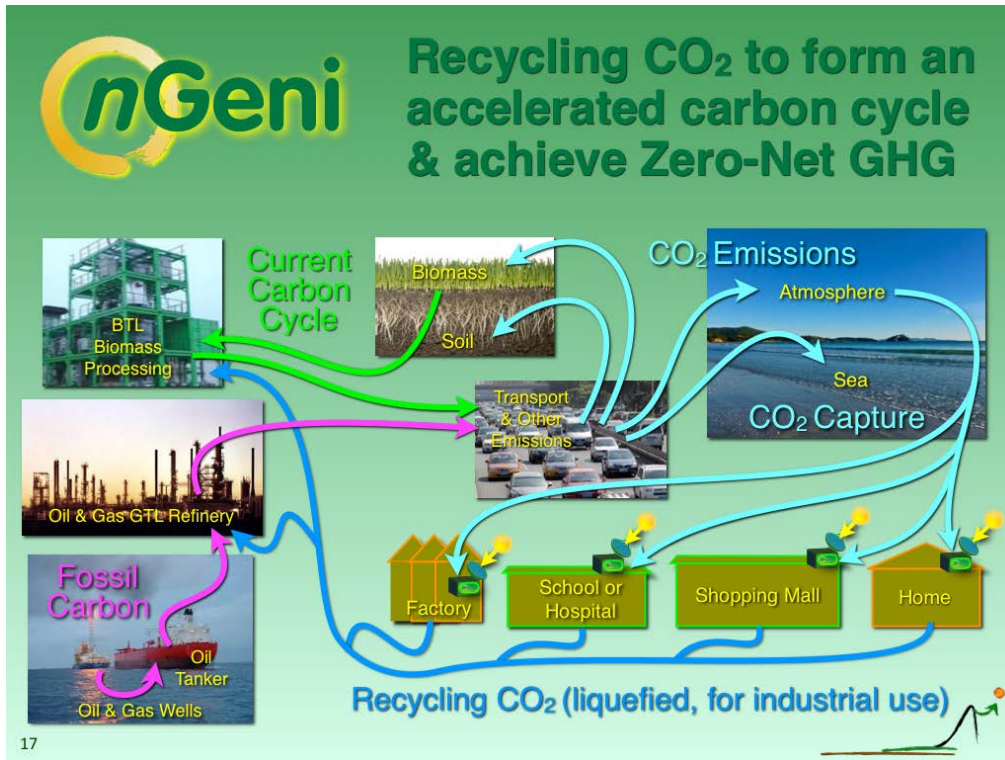 nGeni
Recycling CO₂ to form an
accelerated carbon cycle
& achieve Zero-Net GHG
Current
Carbon
Cycle
BTL
Biomass
Processing
Biomass
Soil
CO₂ Emissions
Atmosphere
Sea
CO₂ Capture
Transport
& Other
Emissions
Oil & Gas GTL Refinery
Fossil
Carbon
Oil
Tanker
Oil & Gas Wells
Factory
School or
Hospital
Shopping Mall
Home
Recycling CO₂ (liquefied, for industrial use)
17